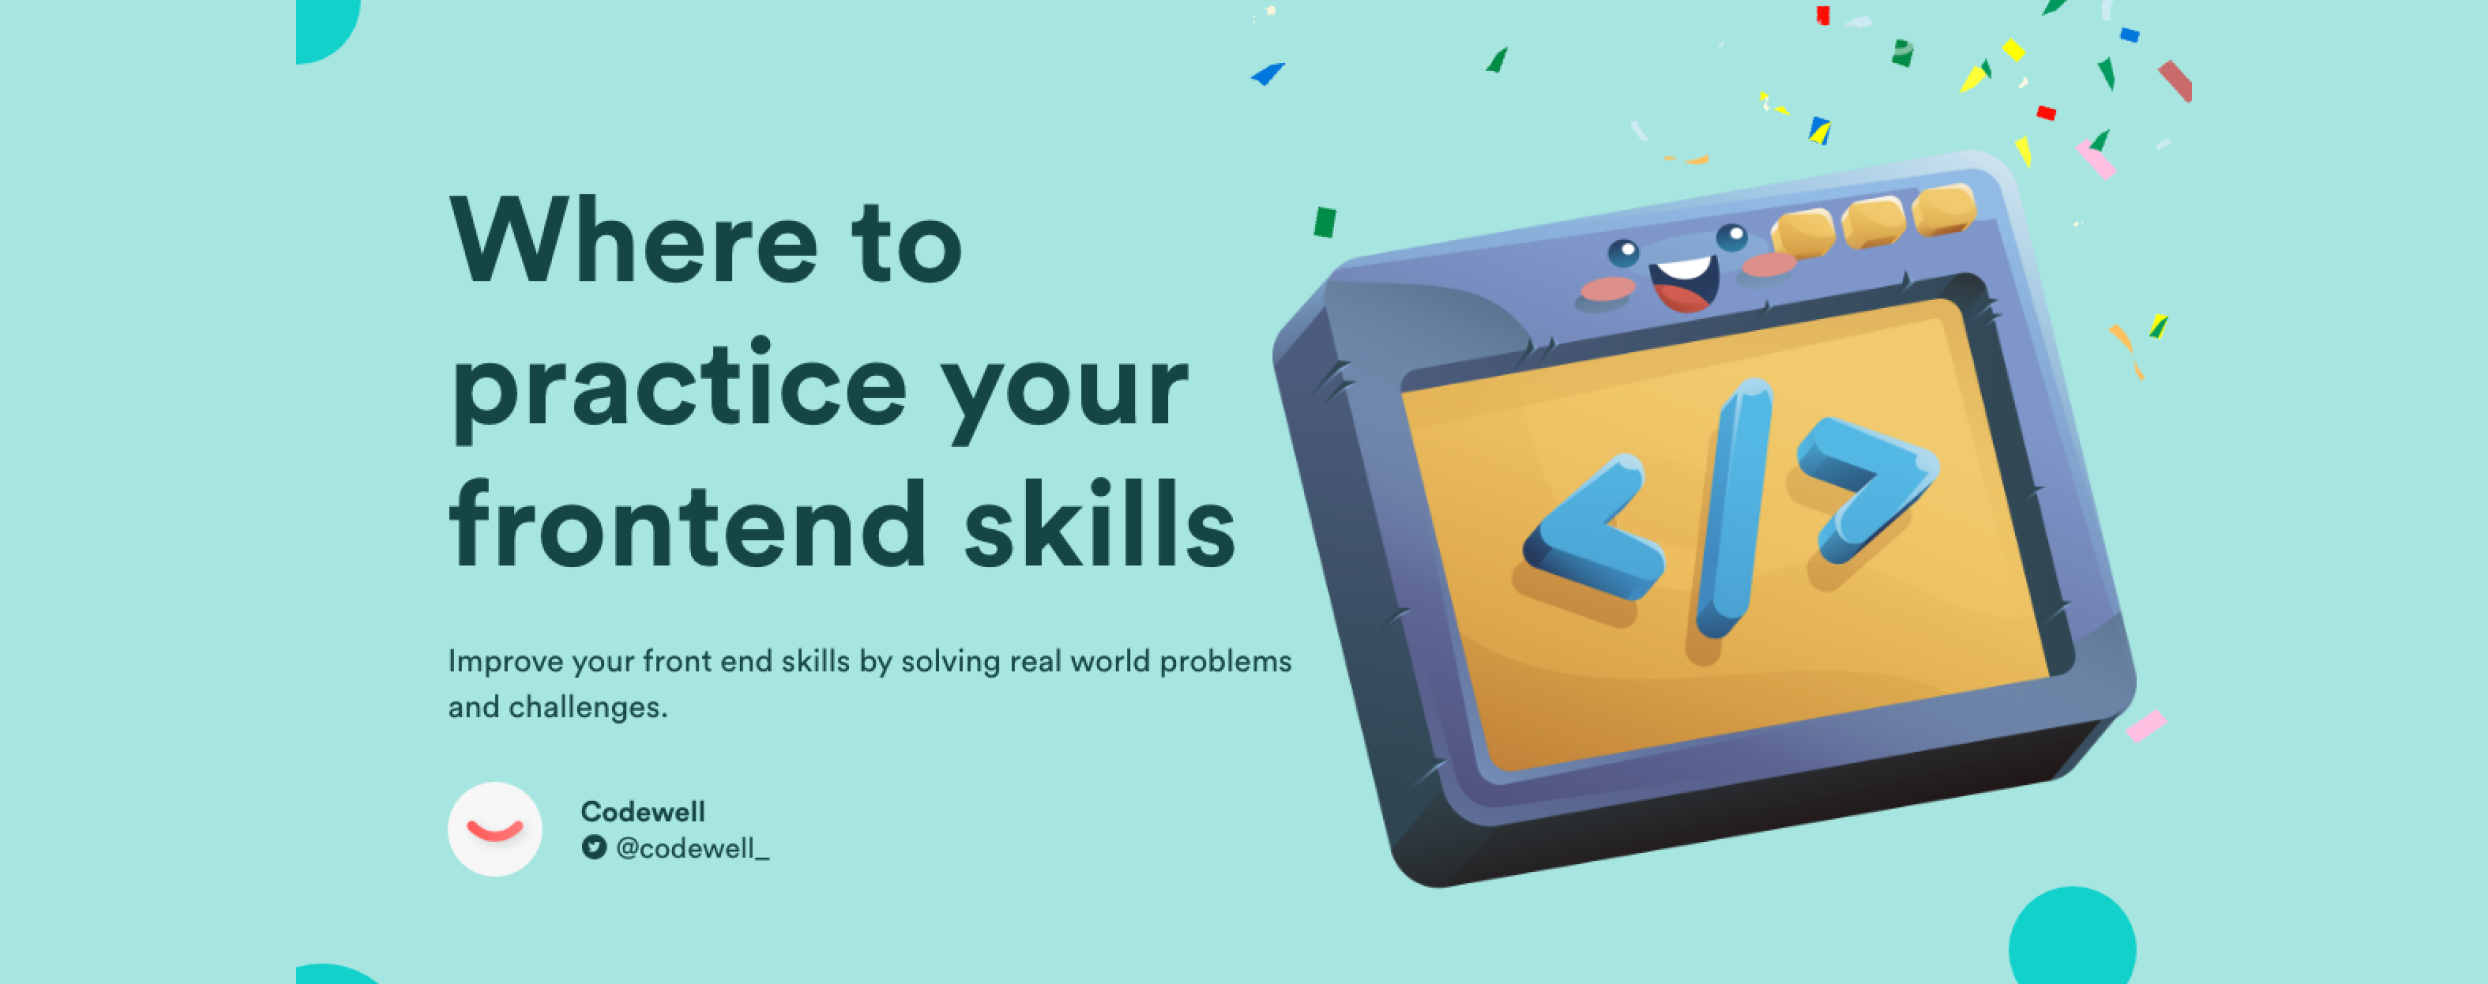 Where to
practice your
frontend skills
Improve your front end skills by solving real world problems
and challenges.
Codewell
@codewell_
</>